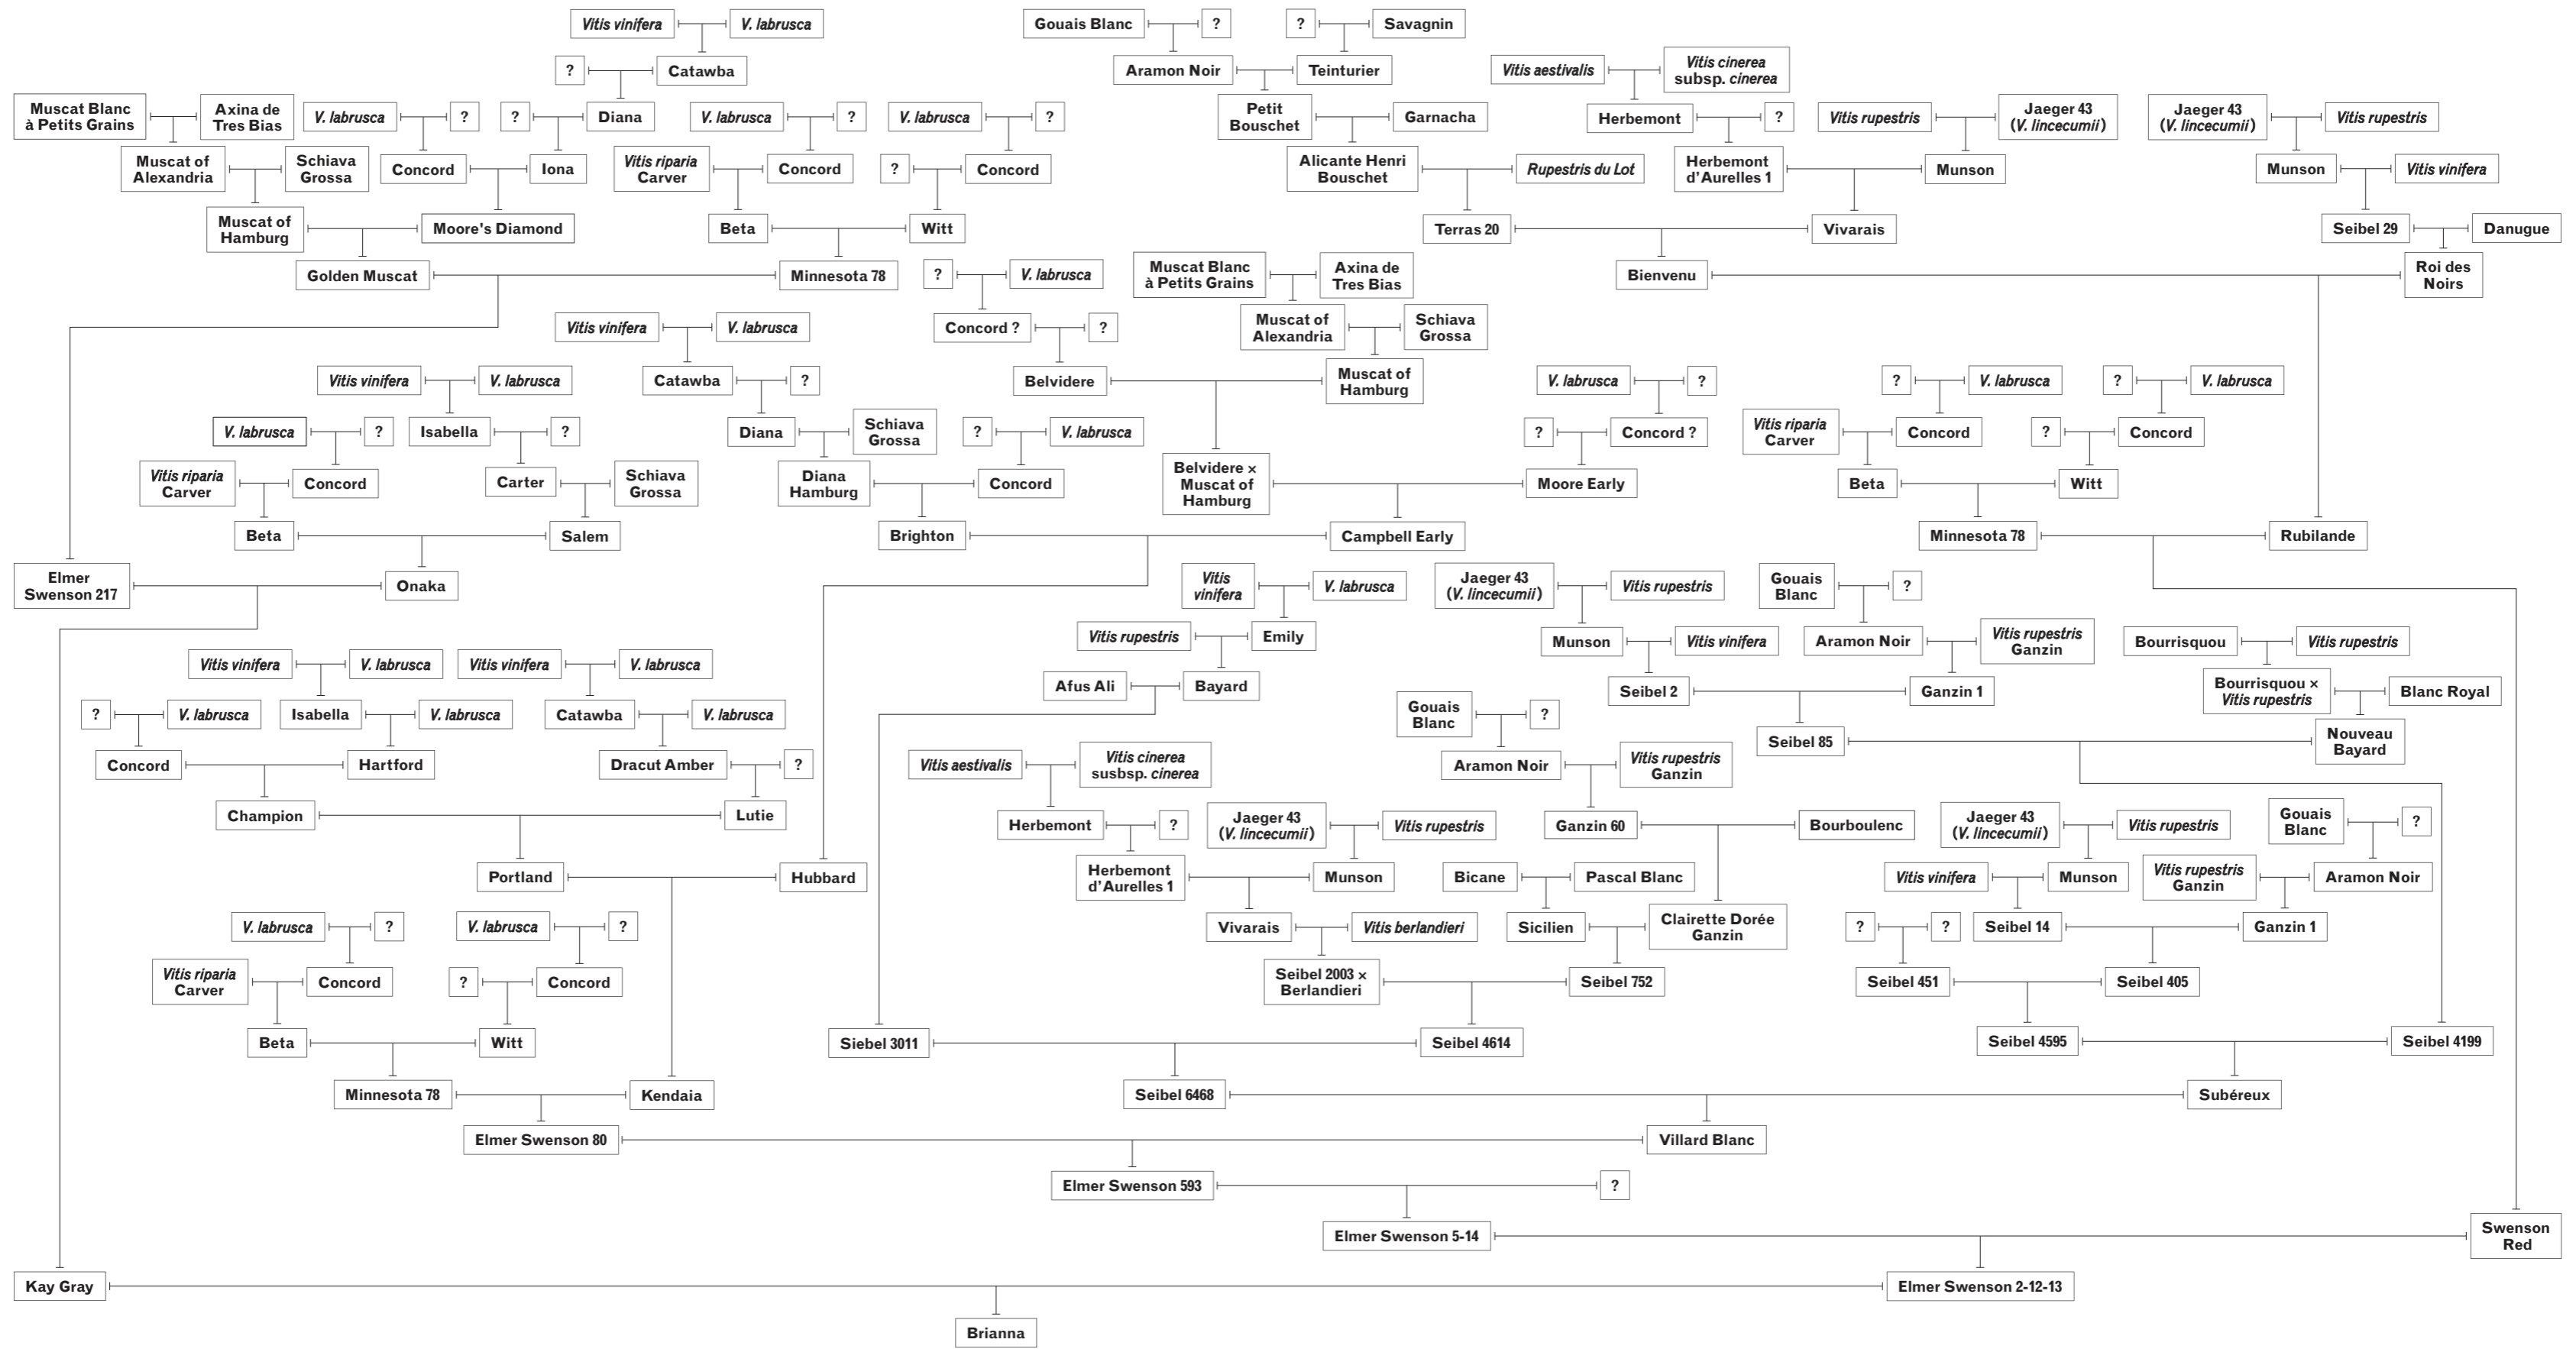 Vitis vinifera
V. labrusca
Gouais Blanc
?
?
Savagnin
?
Catawba
Aramon Noir
Teinturier
Vitis aestivalis
Vitis cinerea
subsp. cinerea
Muscat Blanc
à Petits Grains
Axina de
Tres Bias
V. labrusca
?
?
Diana
V. labrusca
?
V. labrusca
?
Petit
Bouschet
Garnacha
Herbemont
?
Vitis rupestris
Jaeger 43
(V. lincecumii)
Jaeger 43
(V. lincecumii)
Vitis rupestris
Muscat of
Alexandria
Schiava
Grossa
Concord
Iona
Vitis riparia
Carver
Concord
?
Concord
Alicante Henri
Bouschet
Rupestris du Lot
Herbemont
d'Aurelles 1
Munson
Munson
Vitis vinifera
Muscat of
Hamburg
Moore's Diamond
Beta
Witt
Terras 20
Vivarais
Seibel 29
Danugue
Golden Muscat
Minnesota 78
?
V. labrusca
Muscat Blanc
à Petits Grains
Axina de
Tres Bias
Bienvenu
Roi des
Noirs
Vitis vinifera
V. labrusca
Concord ?
?
Muscat of
Alexandria
Schiava
Grossa
Vitis vinifera
V. labrusca
Catawba
?
Belvidere
Muscat of
Hamburg
V. labrusca
?
?
V. labrusca
?
V. labrusca
V. labrusca
?
Isabella
?
Diana
Schiava
Grossa
?
V. labrusca
?
Concord ?
Vitis riparia
Carver
Concord
?
Concord
Vitis riparia
Carver
Concord
Carter
Schiava
Grossa
Diana
Hamburg
Concord
Belvidere ×
Muscat of
Hamburg
Moore Early
Beta
Witt
Beta
Salem
Brighton
Campbell Early
Minnesota 78
Rubilande
Elmer
Swenson 217
Onaka
Vitis
vinifera
V. labrusca
Jaeger 43
(V. lincecumii)
Vitis rupestris
Gouais
Blanc
?
Vitis rupestris
Emily
Munson
Vitis vinifera
Aramon Noir
Vitis rupestris
Ganzin
Bourrisquou
Vitis rupestris
Vitis vinifera
V. labrusca
Vitis vinifera
V. labrusca
Afus Ali
Bayard
Seibel 2
Ganzin 1
Bourrisquou ×
Vitis rupestris
Blanc Royal
?
V. labrusca
Isabella
V. labrusca
Catawba
V. labrusca
Gouais
Blanc
?
Seibel 85
Nouveau
Bayard
Concord
Hartford
Dracut Amber
?
Vitis aestivalis
Vitis cinerea
susbsp. cinerea
Aramon Noir
Vitis rupestris
Ganzin
Champion
Lutie
Herbemont
?
Jaeger 43
(V. lincecumii)
Vitis rupestris
Ganzin 60
Bourboulenc
Jaeger 43
(V. lincecumii)
Vitis rupestris
Gouais
Blanc
?
Portland
Hubbard
Herbemont
d'Aurelles 1
Munson
Bicane
Pascal Blanc
Vitis vinifera
Munson
Vitis rupestris
Ganzin
Aramon Noir
V. labrusca
?
V. labrusca
?
Vivarais
Vitis berlandieri
Sicilien
Clairette Dorée
Ganzin
?
?
Seibel 14
Ganzin 1
Vitis riparia
Carver
Concord
?
Concord
Seibel 2003 ×
Berlandieri
Seibel 752
Seibel 451
Seibel 405
Beta
Witt
Siebel 3011
Seibel 4614
Seibel 4595
Seibel 4199
Minnesota 78
Kendaia
Seibel 6468
Subéreux
Elmer Swenson 80
Villard Blanc
Elmer Swenson 593
?
Elmer Swenson 5-14
Swenson
Red
Kay Gray
Elmer Swenson 2-12-13
Brianna